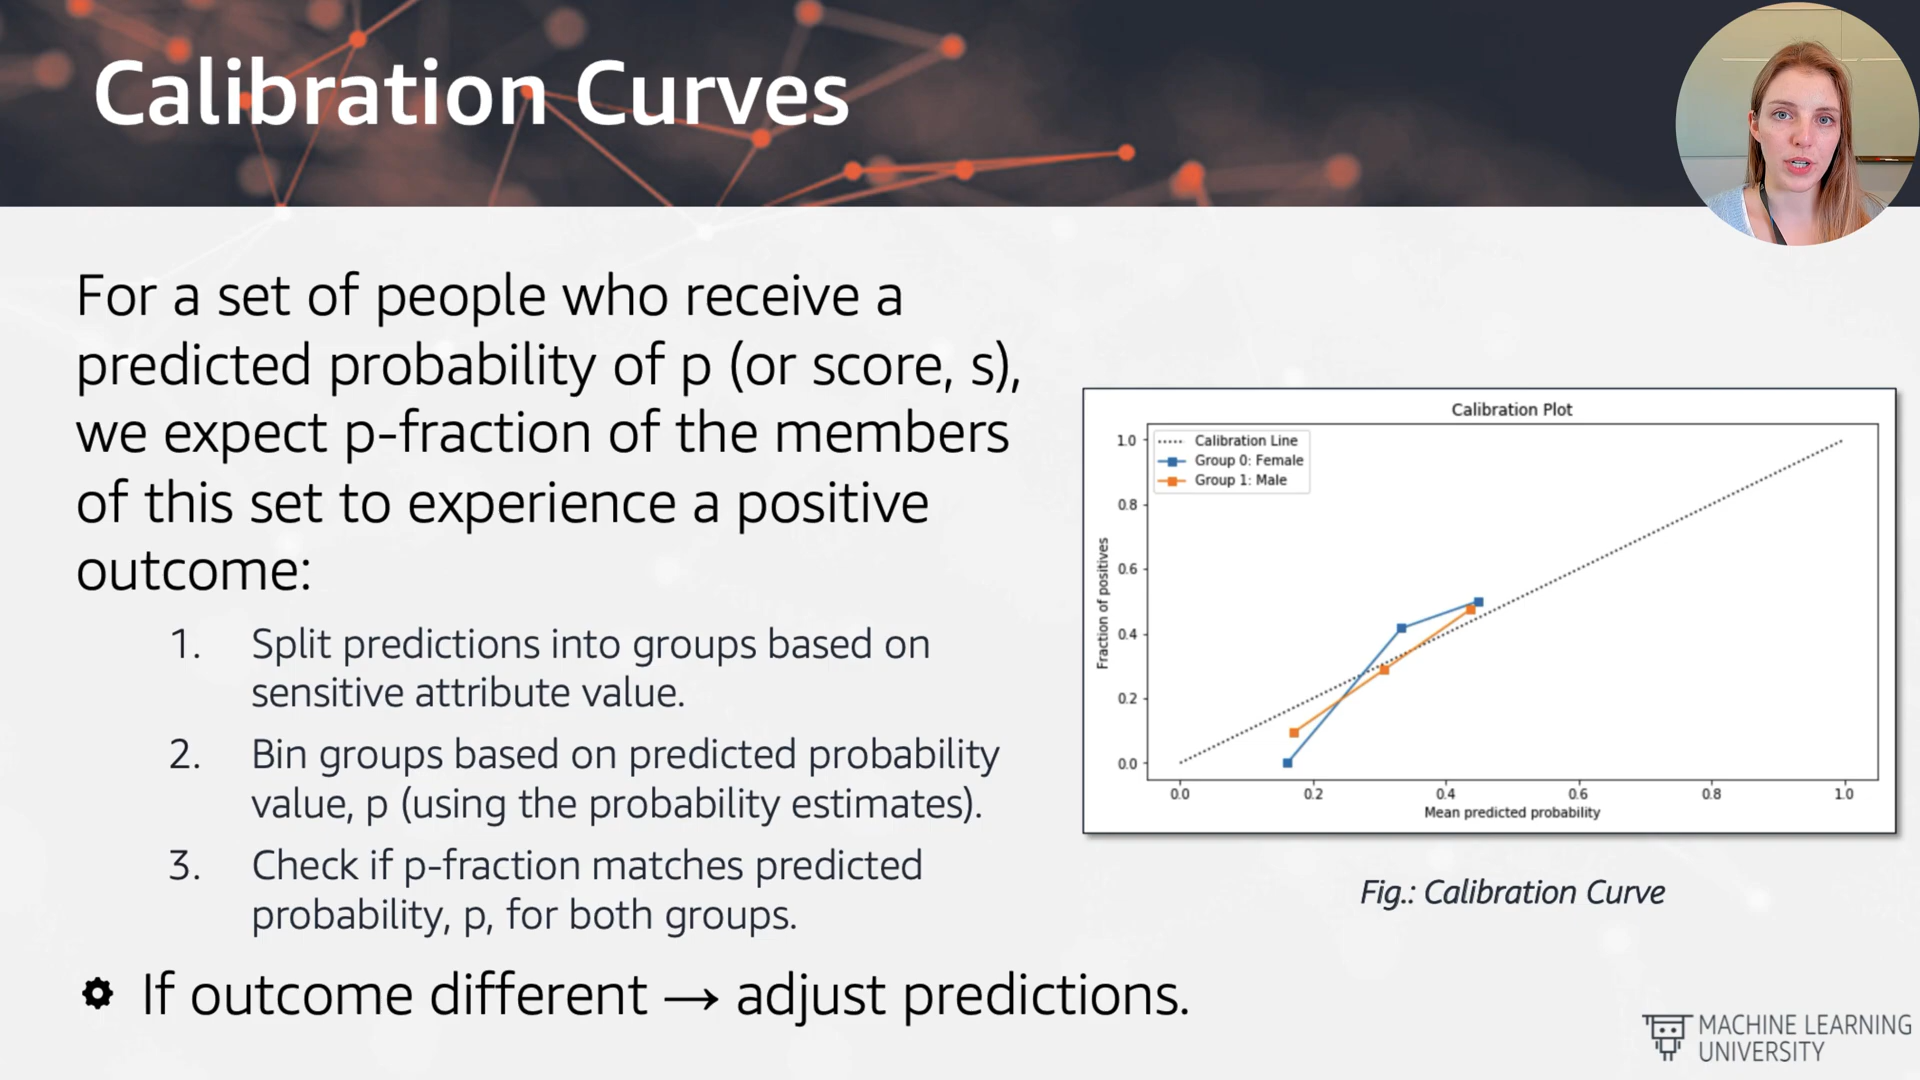 Calibration Curves
For a set of people who receive a
predicted probability of p (or score, s),
we expect p-fraction of the members
of this set to experience a positive
outcome:
1. Split predictions into groups based on
sensitive attribute value.
2. Bin groups based on predicted probability
value, p (using the probability estimates).
3. Check if p-fraction matches predicted
probability, p, for both groups.
If outcome different → adjust predictions.
Calibration Plot
Calibration Line
Group 0: Female
Group 1: Male
Fraction of positives
1.0
0.8
0.6
0.4
0.2
0.0
0.0 0.2 0.4 0.6 0.8 1.0
Mean predicted probability
Fig.: Calibration Curve
MACHINE LEARNING
UNIVERSITY